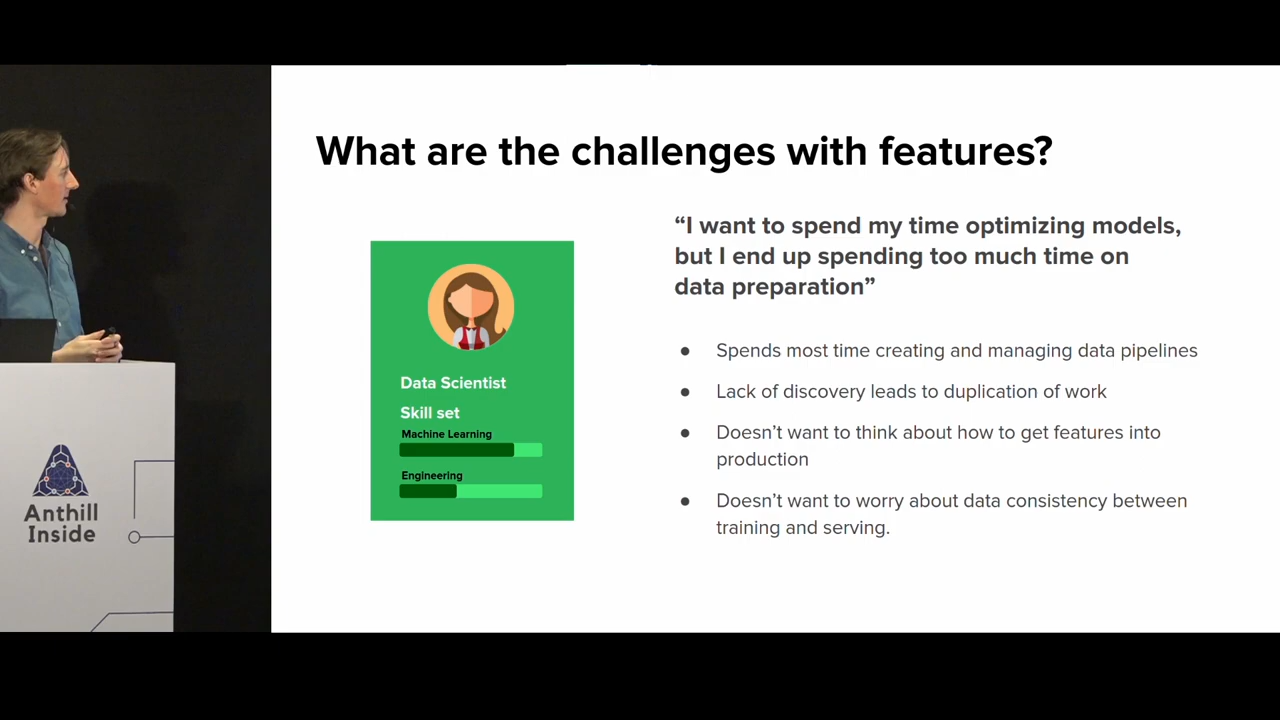 What are the challenges with features?
“I want to spend my time optimizing models,
but I end up spending too much time on
data preparation”
Data Scientist
Skill set
Machine Learning
Engineering
● Spends most time creating and managing data pipelines
● Lack of discovery leads to duplication of work
● Doesn’t want to think about how to get features into
production
● Doesn’t want to worry about data consistency between
training and serving.
Anthill
Inside